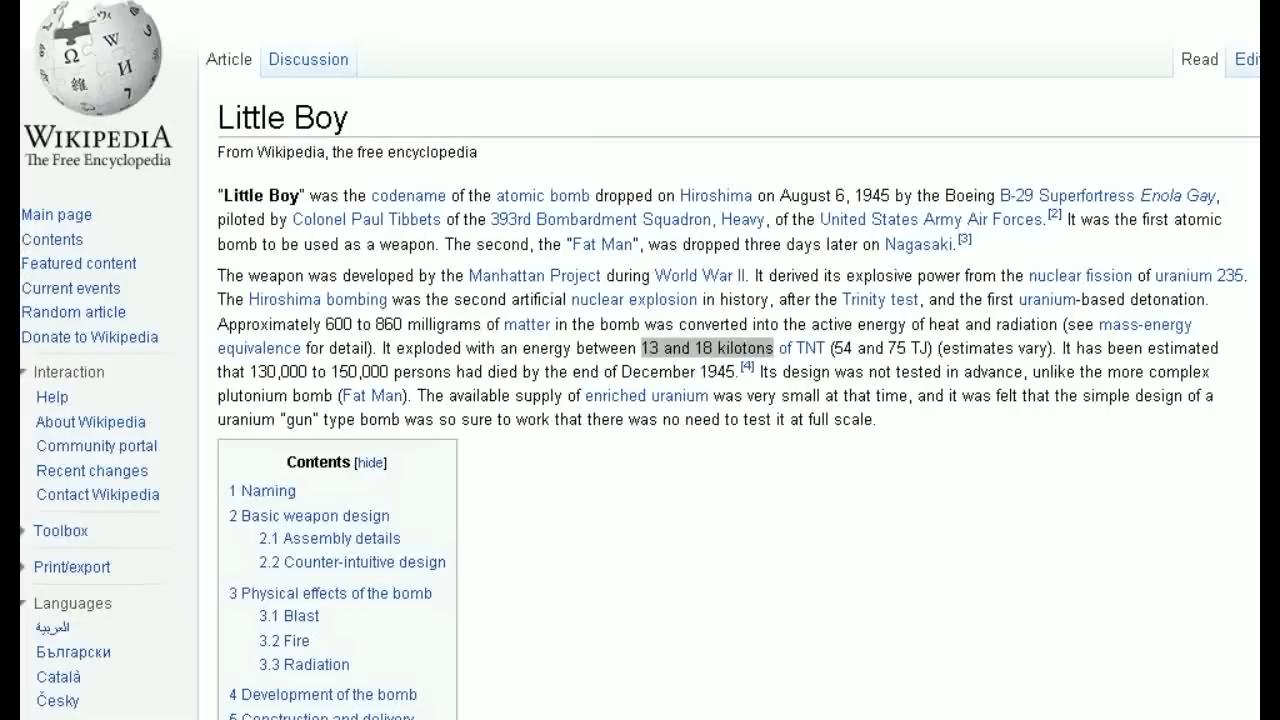 Ω W И 維 7
WIKIPEDIA
The Free Encyclopedia
Main page
Contents
Featured content
Current events
Random article
Donate to Wikipedia
Interaction
Help
About Wikipedia
Community portal
Recent changes
Contact Wikipedia
Toolbox
Print/export
Languages
العربية
Български
Català
Česky
Article Discussion Read
Little Boy
From Wikipedia, the free encyclopedia
"Little Boy" was the codename of the atomic bomb dropped on Hiroshima on August 6, 1945 by the Boeing B-29 Superfortress Enola Gay,
piloted by Colonel Paul Tibbets of the 393rd Bombardment Squadron, Heavy, of the United States Army Air Forces.[2] It was the first atomic
bomb to be used as a weapon. The second, the "Fat Man", was dropped three days later on Nagasaki.[3]
The weapon was developed by the Manhattan Project during World War II. It derived its explosive power from the nuclear fission of uranium 235.
The Hiroshima bombing was the second artificial nuclear explosion in history, after the Trinity test, and the first uranium-based detonation.
Approximately 600 to 860 milligrams of matter in the bomb was converted into the active energy of heat and radiation (see mass-energy
equivalence for detail). It exploded with an energy between 13 and 18 kilotons of TNT (54 and 75 TJ) (estimates vary). It has been estimated
that 130,000 to 150,000 persons had died by the end of December 1945.[4] Its design was not tested in advance, unlike the more complex
plutonium bomb (Fat Man). The available supply of enriched uranium was very small at that time, and it was felt that the simple design of a
uranium "gun" type bomb was so sure to work that there was no need to test it at full scale.
Contents [hide]
1 Naming
2 Basic weapon design
2.1 Assembly details
2.2 Counter-intuitive design
3 Physical effects of the bomb
3.1 Blast
3.2 Fire
3.3 Radiation
4 Development of the bomb
5 Construction and delivery